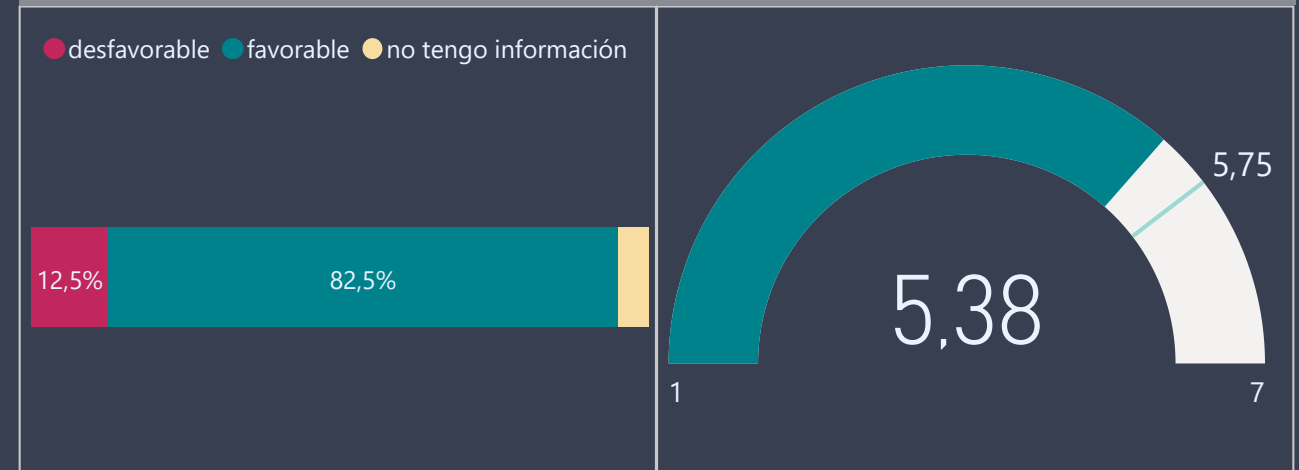 desfavorable favorable no tengo información
12,5% 82,5%
5,75
5,38
1 7